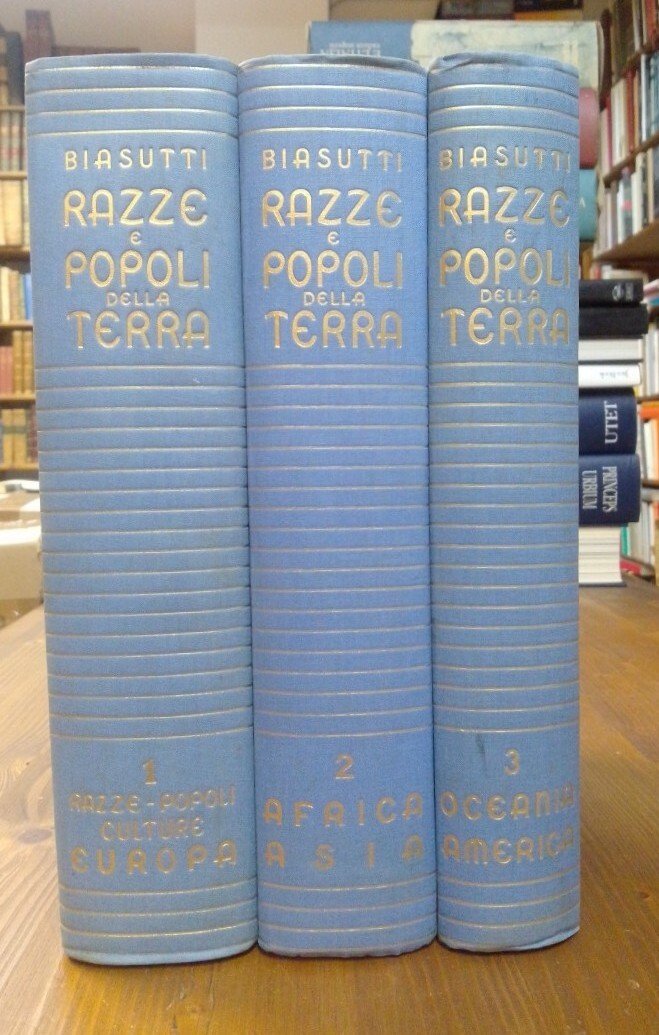 BIASUTTI
RAZZE
E
POPOLI
DELLA
TERRA
1
RAZZE-POPOLI
CULTURE
EUROPA
BIASUTTI
RAZZE
E
POPOLI
DELLA
TERRA
2
AFRICA
ASIA
BIASUTTI
RAZZE
E
POPOLI
DELLA
TERRA
3
OCEANIA
AMERICA
UTET
PRINCEPS
URBIUM